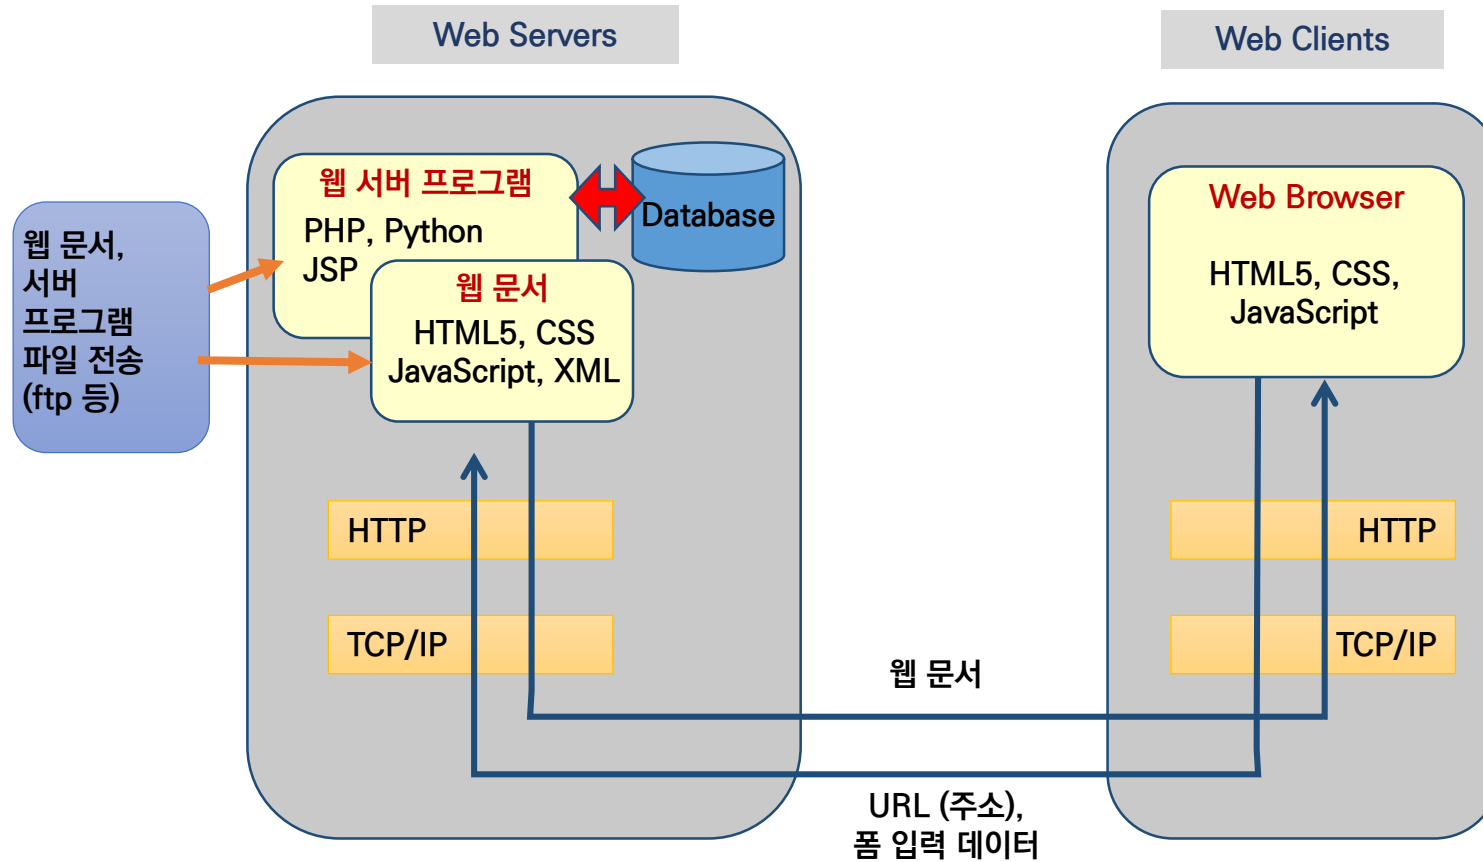 Web Servers
Web Clients
웹 서버 프로그램
PHP, Python
JSP
Database
웹 문서
HTML5, CSS
JavaScript, XML
웹 문서,
서버
프로그램
파일 전송
(ftp 등)
Web Browser
HTML5, CSS,
JavaScript
HTTP
HTTP
TCP/IP
TCP/IP
웹 문서
URL (주소),
폼 입력 데이터